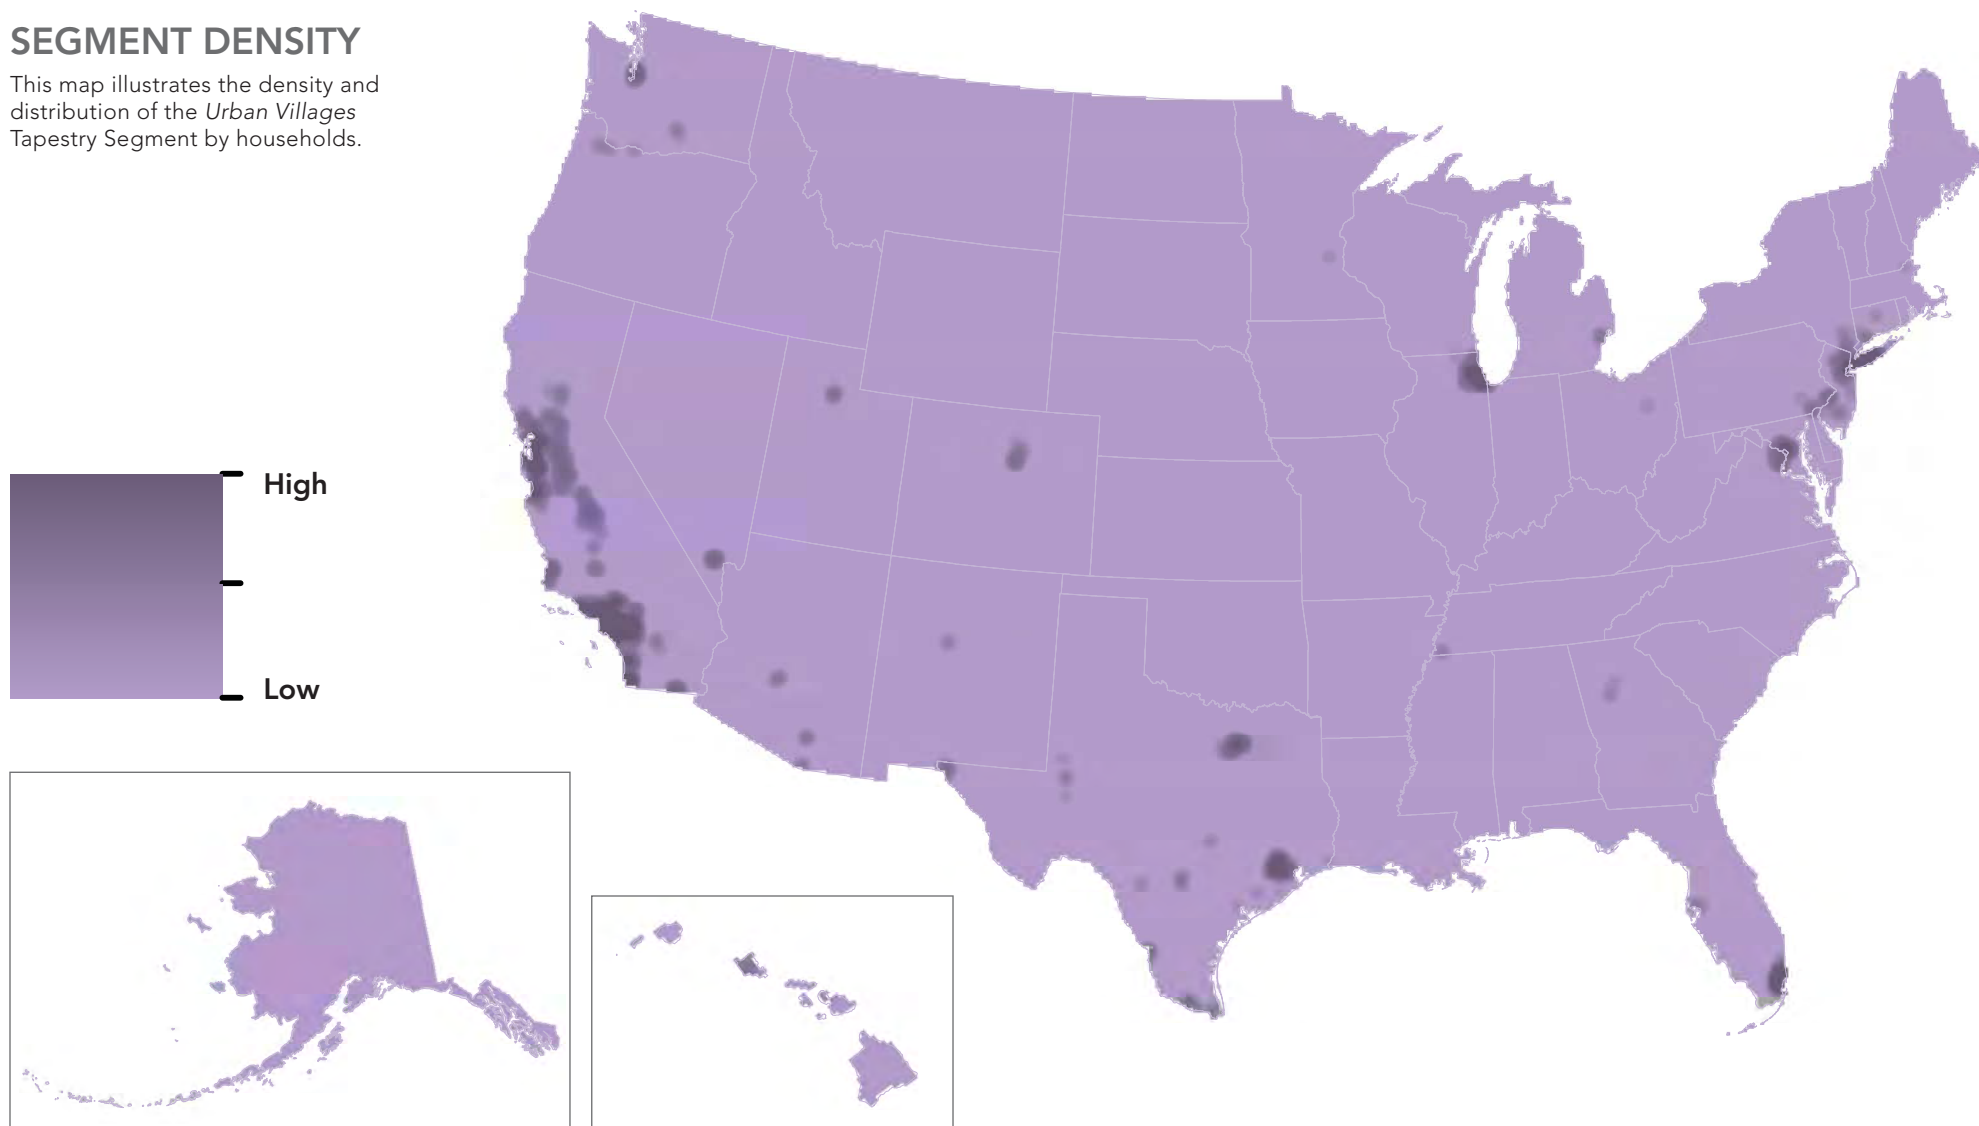 SEGMENT DENSITY
This map illustrates the density and
distribution of the Urban Villages
Tapestry Segment by households.
High
Low